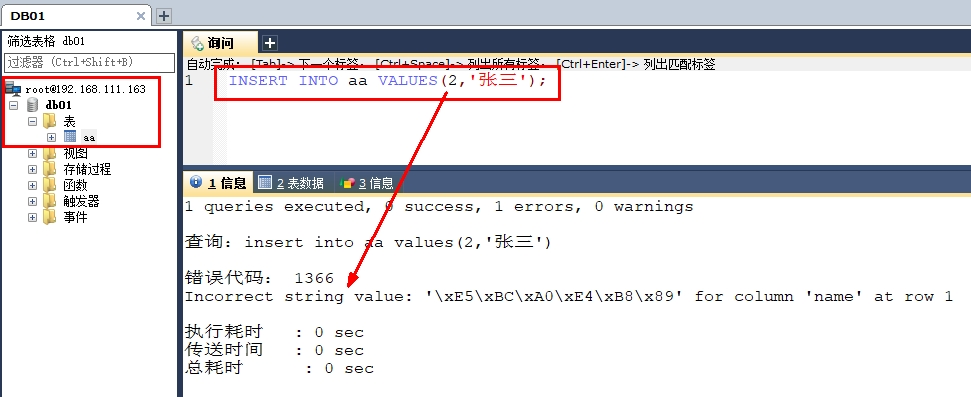 DB01
筛选表格 db01
过滤器 (Ctrl+Shift+B)
root@192.168.111.163
db01
表
aa
视图
存储过程
函数
触发器
事件
询问
自动完成： [Tab]-> 下一个标签， [Ctrl+Space]-> 列出所有标签， [Ctrl+Enter]-> 列出匹配标签
1 INSERT INTO aa VALUES(2,'张三');
1 信息 2 表数据 3 信息
1 queries executed, 0 success, 1 errors, 0 warnings
查询：insert into aa values(2,'张三')
错误代码： 1366
Incorrect string value: '\xE5\xBC\xA0\xE4\xB8\x89' for column 'name' at row 1
执行耗时 : 0 sec
传送时间 : 0 sec
总耗时 : 0 sec